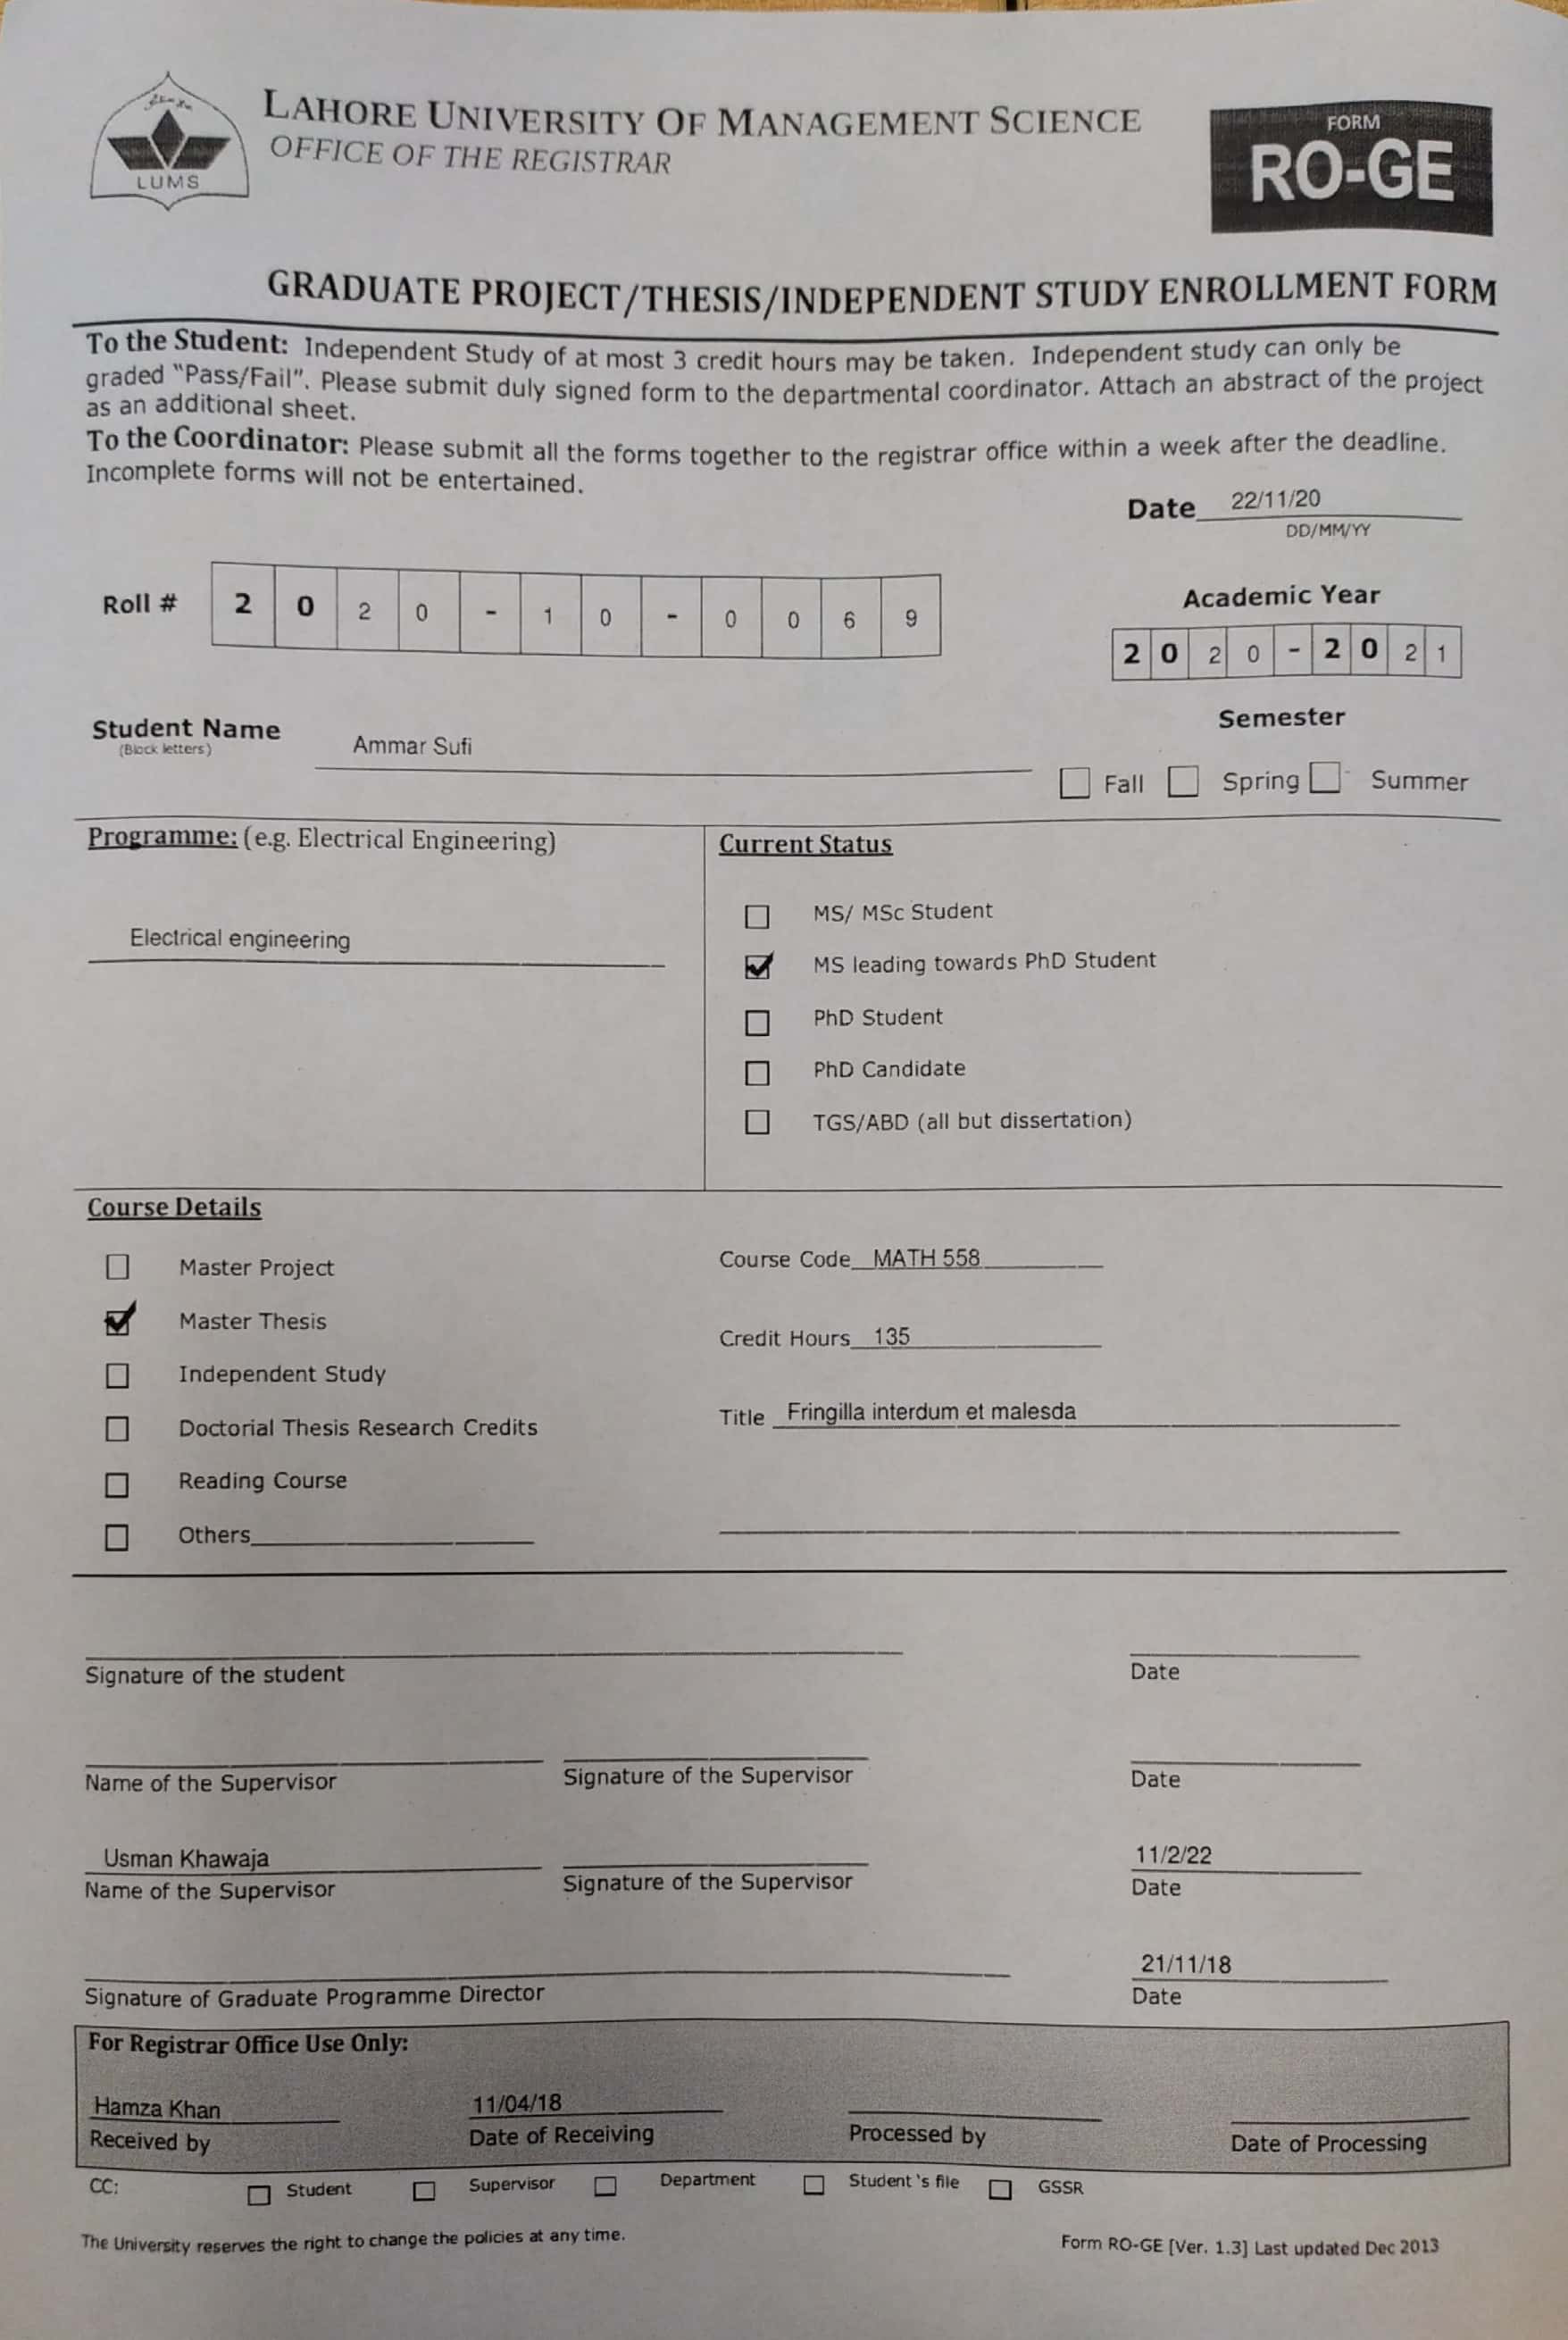 LUMS
LAHORE UNIVERSITY OF MANAGEMENT SCIENCE
OFFICE OF THE REGISTRAR
FORM
RO-GE
GRADUATE PROJECT/THESIS/INDEPENDENT STUDY ENROLLMENT FORM
To the Student: Independent Study of at most 3 credit hours may be taken. Independent study can only be
graded "Pass/Fail". Please submit duly signed form to the departmental coordinator. Attach an abstract of the project
as an additional sheet.
To the Coordinator: Please submit all the forms together to the registrar office within a week after the deadline.
Incomplete forms will not be entertained.
Date 22/11/20
DD/MM/YY
Roll # 2 0 2 0 - 1 0 - 0 0 6 9
Academic Year
2 0 2 0 - 2 0 2 1
Student Name Ammar Sufi
(Block letters)
Semester
Fall Spring Summer
Programme: (e.g. Electrical Engineering)
Electrical engineering
Current Status
MS/ MSc Student
MS leading towards PhD Student
PhD Student
PhD Candidate
TGS/ABD (all but dissertation)
Course Details
Master Project
Master Thesis
Independent Study
Doctorial Thesis Research Credits
Reading Course
Others
Course Code MATH 558
Credit Hours 135
Title Fringilla interdum et malesda
Signature of the student Date
Name of the Supervisor Signature of the Supervisor Date
Usman Khawaja 11/2/22
Name of the Supervisor Signature of the Supervisor Date
21/11/18
Signature of Graduate Programme Director Date
For Registrar Office Use Only:
Hamza Khan 11/04/18
Received by Date of Receiving Processed by Date of Processing
CC: Student Supervisor Department Student's file GSSR
The University reserves the right to change the policies at any time. Form RO-GE [Ver. 1.3] Last updated Dec 2013